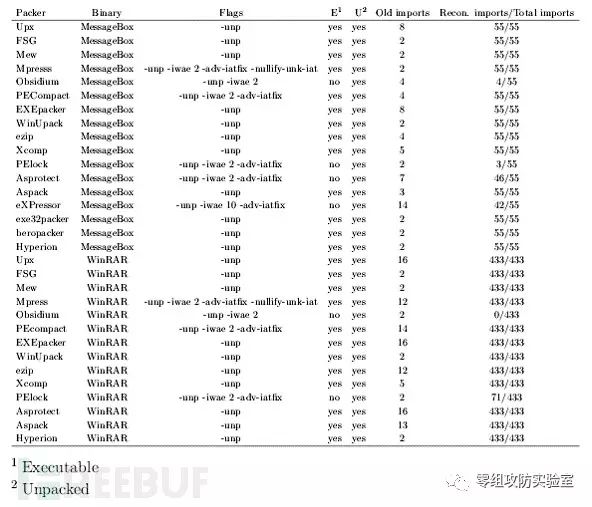 Packer Binary Flags E1 U2 Old imports Recon. imports/Total imports
Upx MessageBox -unp yes yes 8 55/55
FSG MessageBox -unp yes yes 2 55/55
Mew MessageBox -unp yes yes 2 55/55
Mpresss MessageBox -unp -iwae 2 -adv-iatfix -nullify-unk-iat yes yes 2 55/55
Obsidium MessageBox -unp -iwae 2 no yes 4 4/55
PECompact MessageBox -unp -iwae 2 -adv-iatfix yes yes 4 55/55
EXEpacker MessageBox -unp yes yes 8 55/55
WinUpack MessageBox -unp yes yes 2 55/55
ezip MessageBox -unp yes yes 4 55/55
Xcomp MessageBox -unp yes yes 5 55/55
PElock MessageBox -unp -iwae 2 -adv-iatfix no yes 2 3/55
Asprotect MessageBox -unp -iwae 2 -adv-iatfix no yes 7 46/55
Aspack MessageBox -unp yes yes 3 55/55
eXPressor MessageBox -unp -iwae 10 -adv-iatfix no yes 14 42/55
exe32packer MessageBox -unp yes yes 2 55/55
beropacker MessageBox -unp yes yes 2 55/55
Hyperion MessageBox -unp yes yes 2 55/55
Upx WinRAR -unp yes yes 16 433/433
FSG WinRAR -unp yes yes 2 433/433
Mew WinRAR -unp yes yes 2 433/433
Mpress WinRAR -unp -iwae 2 -adv-iatfix -nullify-unk-iat yes yes 12 433/433
Obsidium WinRAR -unp -iwae 2 no yes 2 0/433
PEcompact WinRAR -unp -iwae 2 -adv-iatfix yes yes 14 433/433
EXEpacker WinRAR -unp yes yes 16 433/433
WinUpack WinRAR -unp yes yes 2 433/433
ezip WinRAR -unp yes yes 12 433/433
Xcomp WinRAR -unp yes yes 5 433/433
PElock WinRAR -unp -iwae 2 -adv-iatfix no yes 2 71/433
Asprotect WinRAR -unp yes yes 16 433/433
Aspack WinRAR -unp yes yes 13 433/433
Hyperion WinRAR -unp yes yes 2 433/433
1 Executable
2 Unpacked
REEBUF
零组攻防实验室